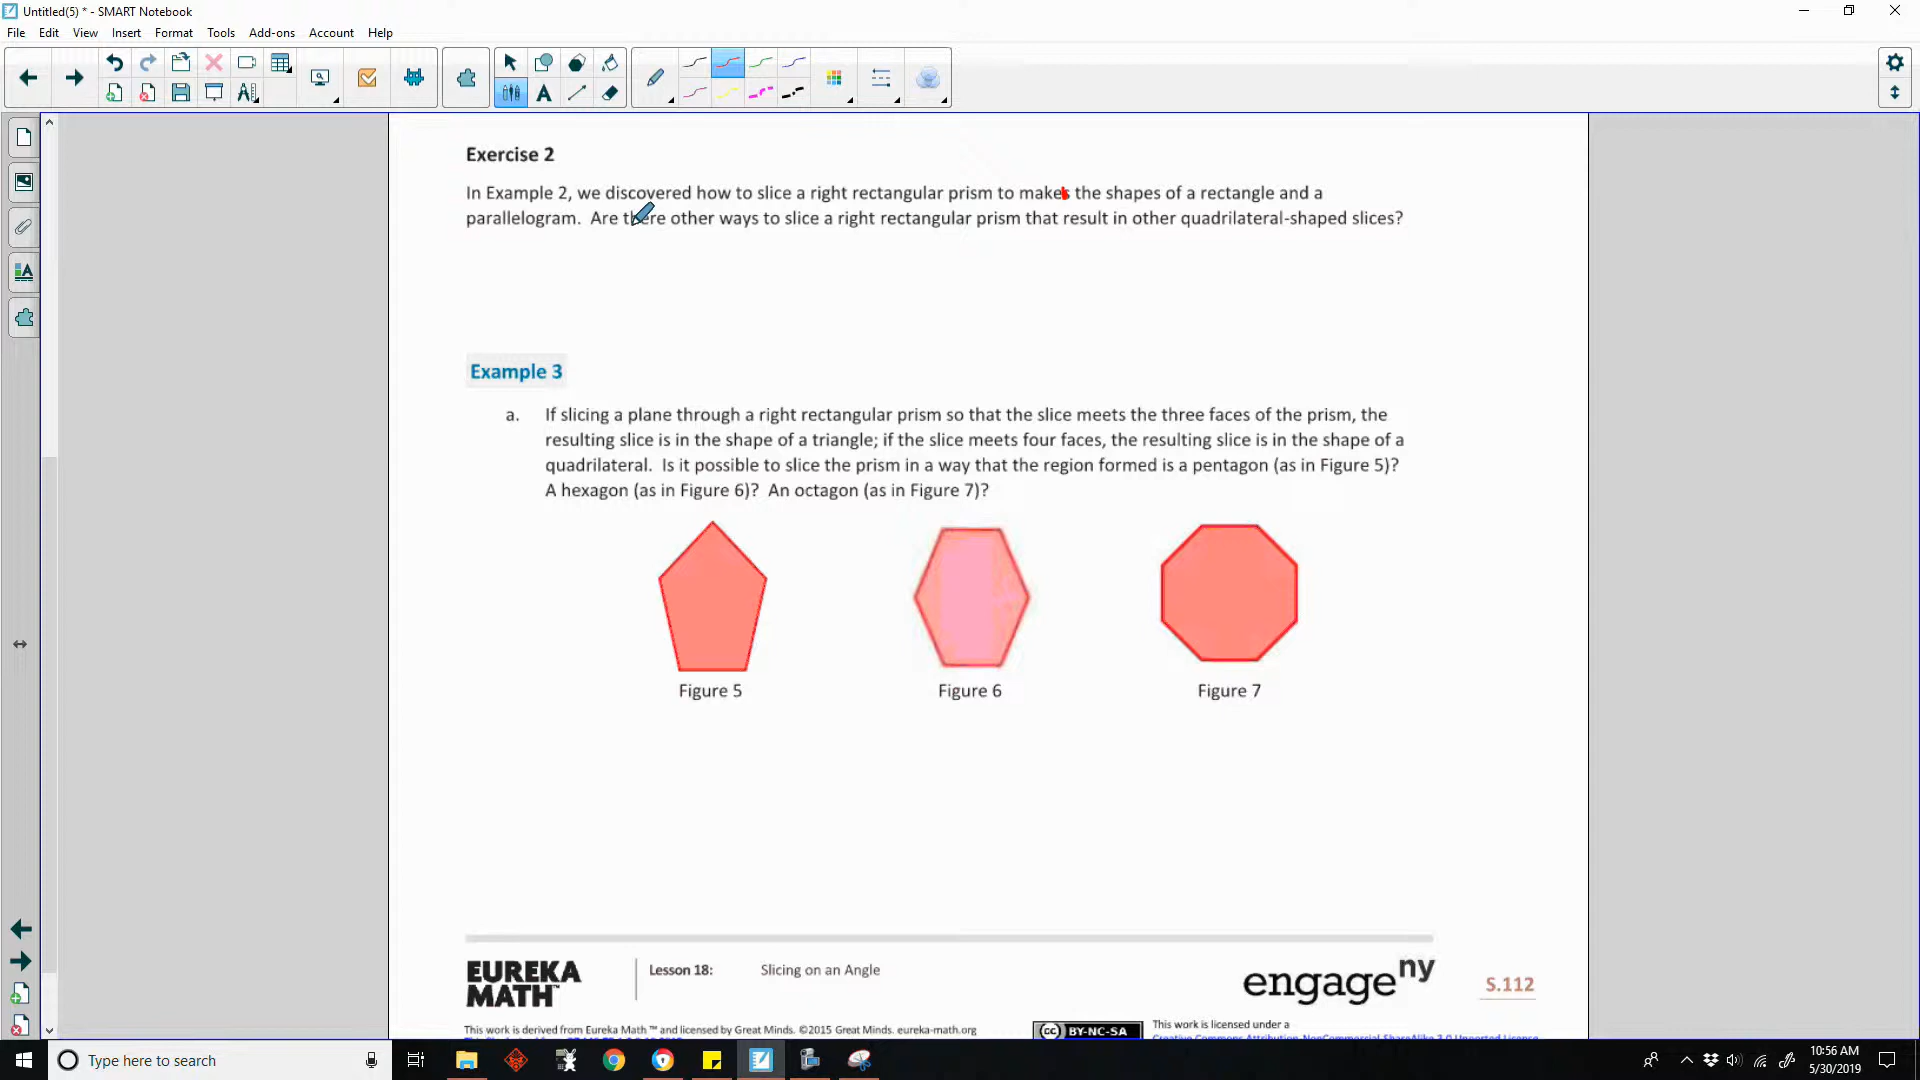 Untitled(5) * - SMART Notebook
File Edit View Insert Format Tools Add-ons Account Help
Exercise 2
In Example 2, we discovered how to slice a right rectangular prism to makes the shapes of a rectangle and a
parallelogram. Are there other ways to slice a right rectangular prism that result in other quadrilateral-shaped slices?
Example 3
a. If slicing a plane through a right rectangular prism so that the slice meets the three faces of the prism, the
resulting slice is in the shape of a triangle; if the slice meets four faces, the resulting slice is in the shape of a
quadrilateral. Is it possible to slice the prism in a way that the region formed is a pentagon (as in Figure 5)?
A hexagon (as in Figure 6)? An octagon (as in Figure 7)?
Figure 5 Figure 6 Figure 7
EUREKA
MATH™
Lesson 18: Slicing on an Angle
engageny
S.112
This work is derived from Eureka Math ™ and licensed by Great Minds. ©2015 Great Minds. eureka-math.org
BY-NC-SA
This work is licensed under a
Type here to search
10:56 AM
5/30/2019